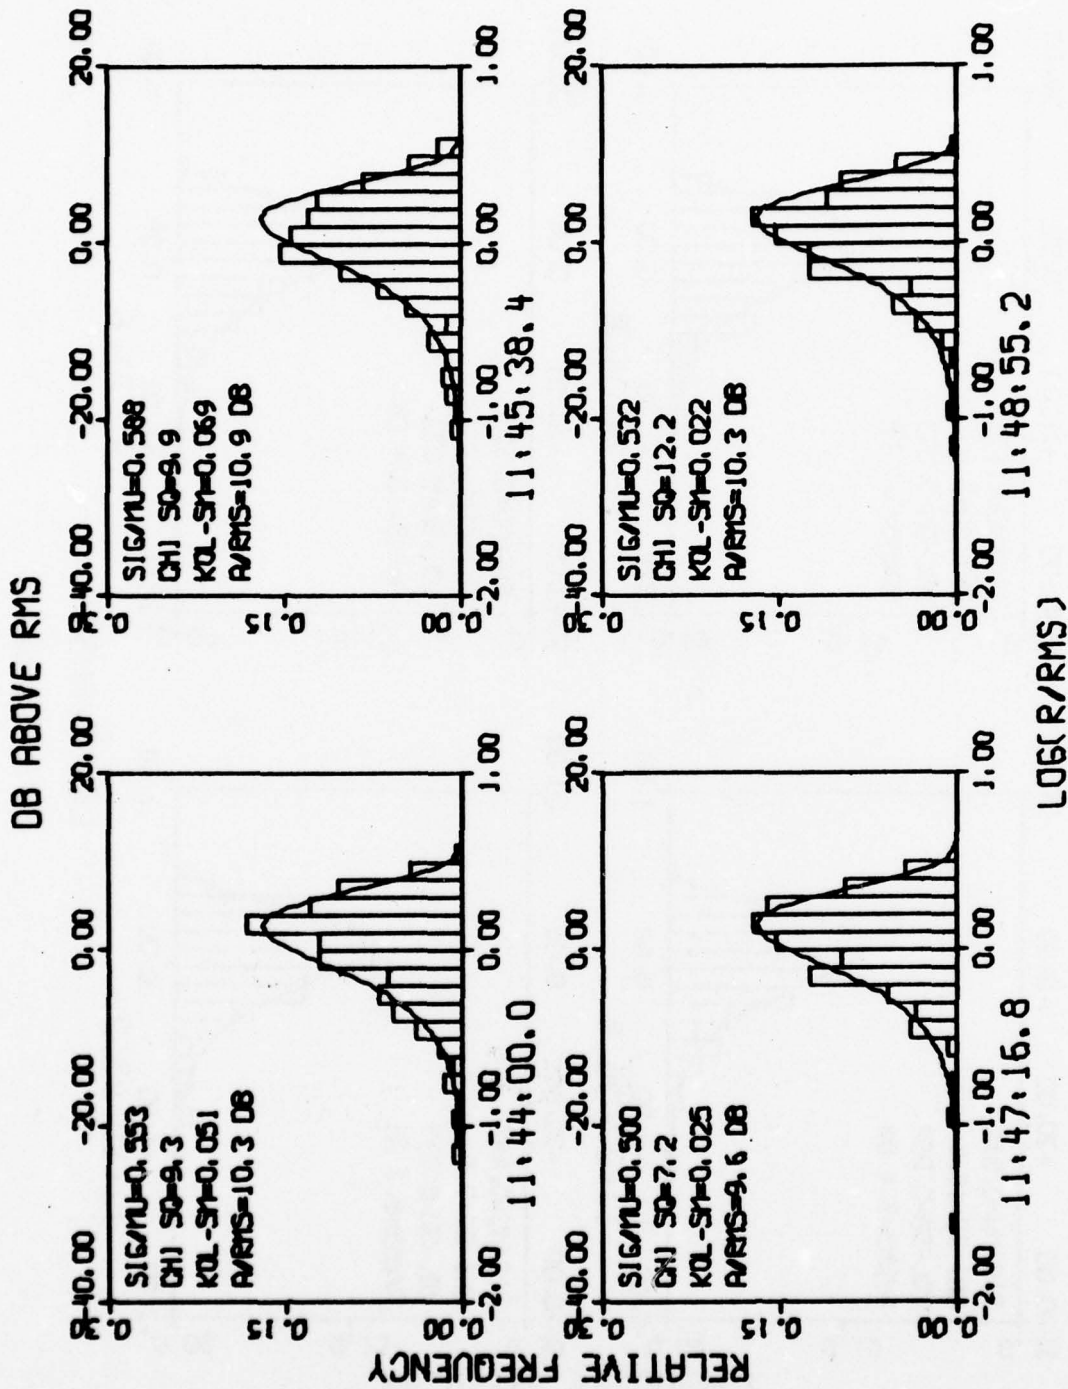 DB ABOVE RMS
-40.00 -20.00 0.00 20.00
0.30
0.15
0.00
SIG/MU=0.553
CHI SQ=9.3
KOL-SM=0.051
A/RMS=10.3 DB
-2.00 -1.00 0.00 1.00
11:44:00.0
-40.00 -20.00 0.00 20.00
0.30
0.15
0.00
SIG/MU=0.588
CHI SQ=9.9
KOL-SM=0.069
A/RMS=10.9 DB
-2.00 -1.00 0.00 1.00
11:45:38.4
RELATIVE FREQUENCY
0.30
0.15
0.00
SIG/MU=0.500
CHI SQ=7.2
KOL-SM=0.025
A/RMS=9.6 DB
-40.00 -20.00 0.00 20.00
-2.00 -1.00 0.00 1.00
11:47:16.8
-40.00 -20.00 0.00 20.00
0.30
0.15
0.00
SIG/MU=0.532
CHI SQ=12.2
KOL-SM=0.022
A/RMS=10.3 DB
-2.00 -1.00 0.00 1.00
11:48:55.2
LOG(R/RMS)